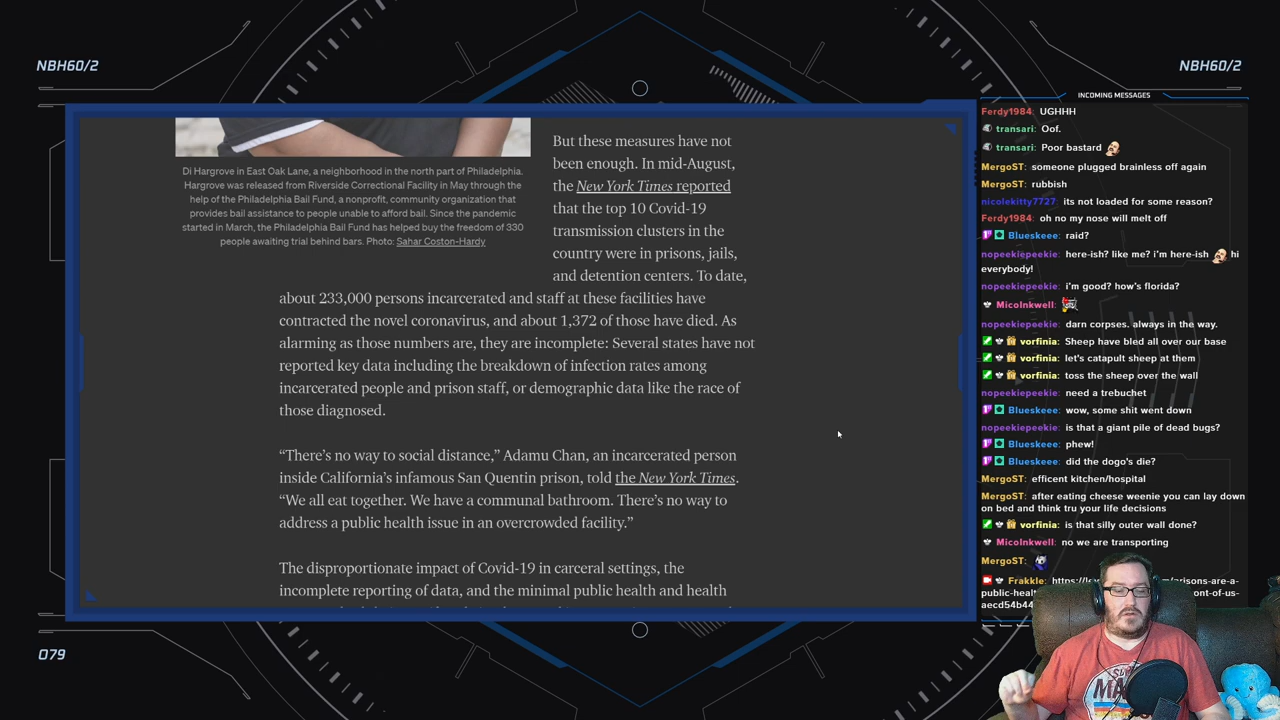 NBH60/2
NBH60/2
INCOMING MESSAGES
Di Hargrove in East Oak Lane, a neighborhood in the north part of Philadelphia.
Hargrove was released from Riverside Correctional Facility in May through the
help of the Philadelphia Bail Fund, a nonprofit, community organization that
provides bail assistance to people unable to afford bail. Since the pandemic
started in March, the Philadelphia Bail Fund has helped buy the freedom of 330
people awaiting trial behind bars. Photo: Sahar Coston-Hardy
But these measures have not
been enough. In mid-August,
the New York Times reported
that the top 10 Covid-19
transmission clusters in the
country were in prisons, jails,
and detention centers. To date,
about 233,000 persons incarcerated and staff at these facilities have
contracted the novel coronavirus, and about 1,372 of those have died. As
alarming as those numbers are, they are incomplete: Several states have not
reported key data including the breakdown of infection rates among
incarcerated people and prison staff, or demographic data like the race of
those diagnosed.
“There’s no way to social distance,” Adamu Chan, an incarcerated person
inside California’s infamous San Quentin prison, told the New York Times.
“We all eat together. We have a communal bathroom. There’s no way to
address a public health issue in an overcrowded facility.”
The disproportionate impact of Covid-19 in carceral settings, the
incomplete reporting of data, and the minimal public health and health
Ferdy1984: UGHHH
transari: Oof.
transari: Poor bastard
MergoST: someone plugged brainless off again
MergoST: rubbish
nicolekitty7727: its not loaded for some reason?
Ferdy1984: oh no my nose will melt off
Blueskeee: raid?
nopeekiepeekie: here-ish? like me? i'm here-ish hi
everybody!
nopeekiepeekie: i'm good? how's florida?
MicoInkwell:
nopeekiepeekie: darn corpses. always in the way.
vorfinia: Sheep have bled all over our base
vorfinia: let's catapult sheep at them
vorfinia: toss the sheep over the wall
nopeekiepeekie: need a trebuchet
Blueskeee: wow, some shit went down
nopeekiepeekie: is that a giant pile of dead bugs?
Blueskeee: phew!
Blueskeee: did the dogo's die?
MergoST: efficent kitchen/hospital
MergoST: after eating cheese weenie you can lay down
on bed and think tru your life decisions
vorfinia: is that silly outer wall done?
MicoInkwell: no we are transporting
MergoST:
Frakkle:
public-heal
aecd54b44
079